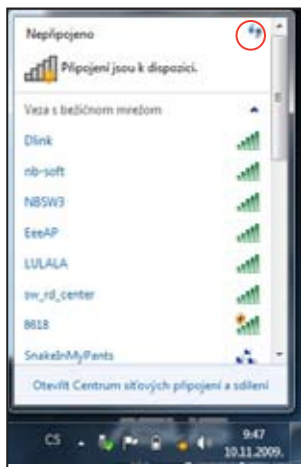 Nepřipojeno
Připojení jsou k dispozici.
Veza s bežičnom mrežom
Dlink
nb-soft
NBSW3
EeeAP
LULALA
sw_rd_center
8618
SnakeInMyPants
Otevřít Centrum síťových připojení a sdílení
CS
9:47
10.11.2009.